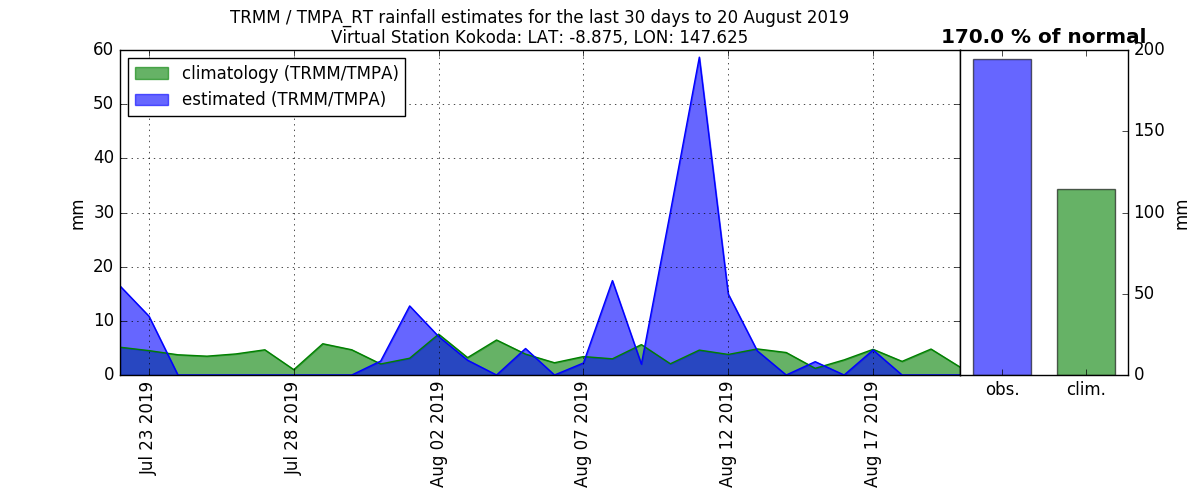 TRMM / TMPA_RT rainfall estimates for the last 30 days to 20 August 2019
Virtual Station Kokoda: LAT: -8.875, LON: 147.625
170.0 % of normal
climatology (TRMM/TMPA)
estimated (TRMM/TMPA)
60
50
40
30
20
10
0
mm
Jul 23 2019
Jul 28 2019
Aug 02 2019
Aug 07 2019
Aug 12 2019
Aug 17 2019
obs.
clim.
200
150
100
50
0
mm